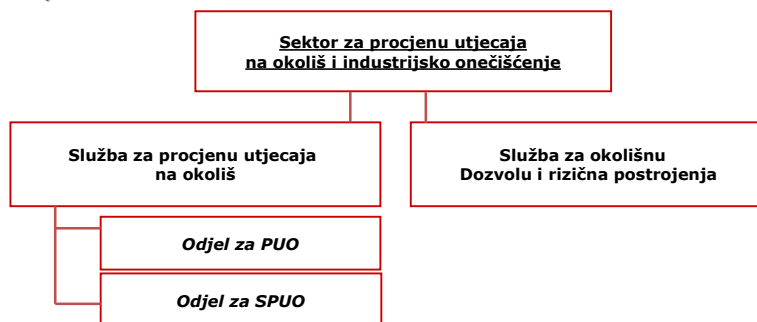 Sektor za procjenu utjecaja
na okoliš i industrijsko onečišćenje
Služba za procjenu utjecaja
na okoliš
Služba za okolišnu
Dozvolu i rizična postrojenja
Odjel za PUO
Odjel za SPUO